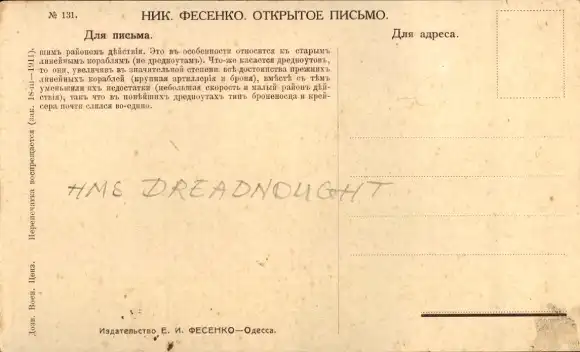 № 131.
НИК. ФЕСЕНКО. ОТКРЫТОЕ ПИСЬМО.
Для письма.
Для адреса.
шимъ райономъ дѣйствія. Это въ особенности относится къ старымъ
линейнымъ кораблямъ (не дредноутамъ). Что-же касается дредноутовъ,
то они, увеличивъ въ значительной степени всѣ достоинства прежнихъ
линейныхъ кораблей (крупная артиллерія и броня), вмѣстѣ съ тѣмъ
уменьшили ихъ недостатки (небольшая скорость и малый районъ дѣй-
ствія), такъ что въ новѣйшихъ дредноутахъ типъ броненосца и крей-
сера почти слился во-едино.
HMS DREADNOUGHT
Дозв. Воен. Ценз.
Перепечатка воспрещается (зак. 18-III—1911).
Издательство Е. И. ФЕСЕНКО—Одесса.